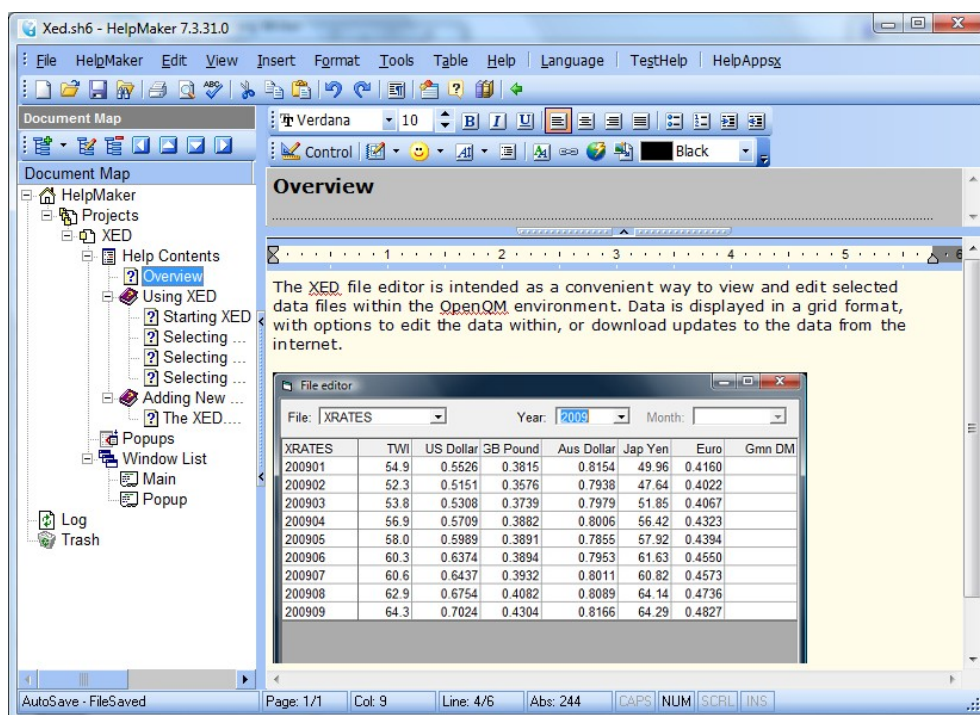 Xed.sh6 - HelpMaker 7.3.31.0
File HelpMaker Edit View Insert Format Tools Table Help Language TestHelp HelpAppsx
Document Map
Verdana 10 B I U
Control Black
Document Map
HelpMaker
Projects
XED
Help Contents
Overview
Using XED
Starting XED
Selecting ...
Selecting ...
Selecting ...
Adding New ...
The XED....
Popups
Window List
Main
Popup
Log
Trash
Overview
1 2 3 4 5 6
The XED file editor is intended as a convenient way to view and edit selected
data files within the OpenQM environment. Data is displayed in a grid format,
with options to edit the data within, or download updates to the data from the
internet.
File editor
File: XRATES Year: 2009 Month:
XRATES TWI US Dollar GB Pound Aus Dollar Jap Yen Euro Gmn DM
200901 54.9 0.5526 0.3815 0.8154 49.96 0.4160
200902 52.3 0.5151 0.3576 0.7938 47.64 0.4022
200903 53.8 0.5308 0.3739 0.7979 51.85 0.4067
200904 56.9 0.5709 0.3882 0.8006 56.42 0.4323
200905 58.0 0.5989 0.3891 0.7855 57.92 0.4394
200906 60.3 0.6374 0.3894 0.7953 61.63 0.4550
200907 60.6 0.6437 0.3932 0.8011 60.82 0.4573
200908 62.9 0.6754 0.4082 0.8089 64.14 0.4736
200909 64.3 0.7024 0.4304 0.8166 64.29 0.4827
AutoSave - FileSaved Page: 1/1 Col: 9 Line: 4/6 Abs: 244 CAPS NUM SCRL INS